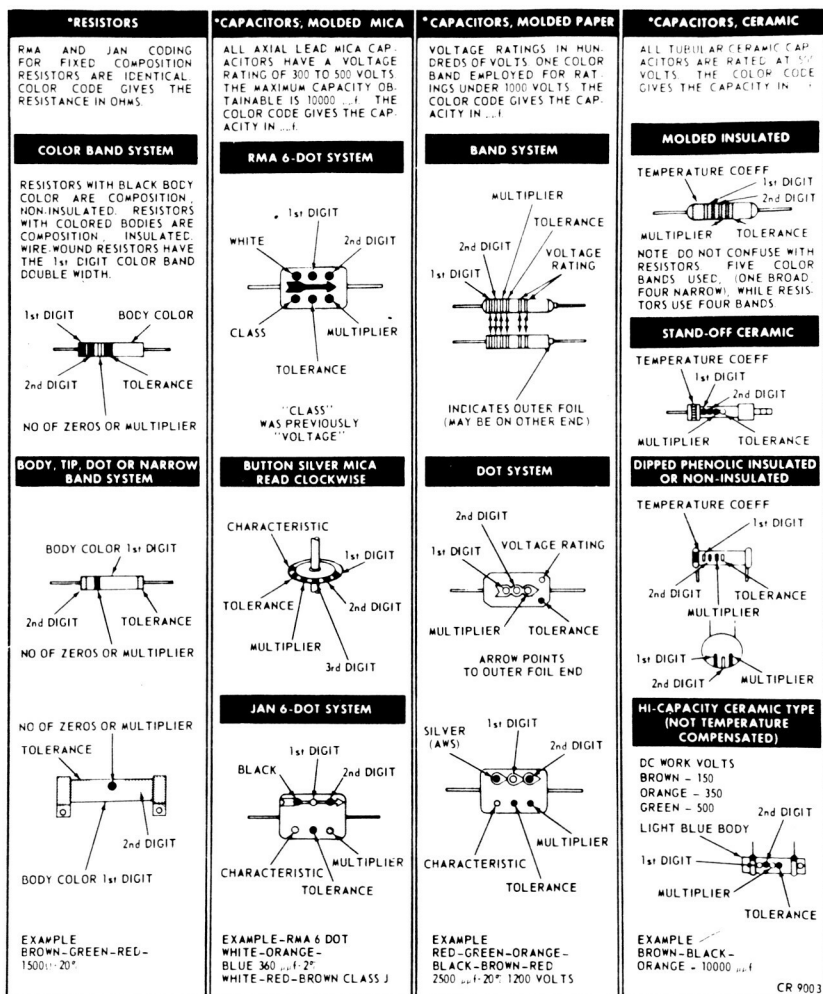 *RESISTORS
RMA AND JAN CODING
FOR FIXED COMPOSITION
RESISTORS ARE IDENTICAL.
COLOR CODE GIVES THE
RESISTANCE IN OHMS.
COLOR BAND SYSTEM
RESISTORS WITH BLACK BODY
COLOR ARE COMPOSITION,
NON-INSULATED. RESISTORS
WITH COLORED BODIES ARE
COMPOSITION, INSULATED.
WIRE-WOUND RESISTORS HAVE
THE 1st DIGIT COLOR BAND
DOUBLE WIDTH.
1st DIGIT BODY COLOR
2nd DIGIT TOLERANCE
NO OF ZEROS OR MULTIPLIER
BODY, TIP, DOT OR NARROW
BAND SYSTEM
BODY COLOR 1st DIGIT
2nd DIGIT TOLERANCE
NO OF ZEROS OR MULTIPLIER
NO OF ZEROS OR MULTIPLIER
TOLERANCE
2nd DIGIT
BODY COLOR 1st DIGIT
EXAMPLE
BROWN-GREEN-RED-
*CAPACITORS, MOLDED MICA
ALL AXIAL LEAD MICA CAP-
ACITORS HAVE A VOLTAGE
RATING OF 300 TO 500 VOLTS
THE MAXIMUM CAPACITY OB-
TAINABLE IS 10000 THE
COLOR CODE GIVES THE CAP-
ACITY IN
RMA 6-DOT SYSTEM
1st DIGIT
WHITE 2nd DIGIT
CLASS MULTIPLIER
TOLERANCE
"CLASS"
WAS PREVIOUSLY
"VOLTAGE"
BUTTON SILVER MICA
READ CLOCKWISE
CHARACTERISTIC
1st DIGIT
TOLERANCE 2nd DIGIT
MULTIPLIER
3rd DIGIT
JAN 6-DOT SYSTEM
1st DIGIT
BLACK 2nd DIGIT
CHARACTERISTIC MULTIPLIER
TOLERANCE
EXAMPLE-RMA 6 DOT
WHITE-ORANGE-
BLUE 360
WHITE-RED-BROWN CLASS J
*CAPACITORS, MOLDED PAPER
VOLTAGE RATINGS IN HUN-
DREDS OF VOLTS. ONE COLOR
BAND EMPLOYED FOR RAT-
INGS UNDER 1000 VOLTS. THE
COLOR CODE GIVES THE CAP-
ACITY IN
BAND SYSTEM
MULTIPLIER
TOLERANCE
2nd DIGIT VOLTAGE
1st DIGIT RATING
INDICATES OUTER FOIL
(MAY BE ON OTHER END)
DOT SYSTEM
2nd DIGIT
1st DIGIT VOLTAGE RATING
MULTIPLIER TOLERANCE
ARROW POINTS
TO OUTER FOIL END
SILVER 1st DIGIT
(AWS) 2nd DIGIT
MULTIPLIER
CHARACTERISTIC
TOLERANCE
EXAMPLE
RED-GREEN-ORANGE-
BLACK-BROWN-RED
2500 1200 VOLTS
*CAPACITORS, CERAMIC
ALL TUBULAR CERAMIC CAP-
ACITORS ARE RATED AT
VOLTS. THE COLOR CODE
GIVES THE CAPACITY IN
MOLDED INSULATED
TEMPERATURE COEFF
1st DIGIT
2nd DIGIT
MULTIPLIER TOLERANCE
NOTE DO NOT CONFUSE WITH
RESISTORS. FIVE COLOR
BANDS USED, (ONE BROAD,
FOUR NARROW), WHILE RESIS-
TORS USE FOUR BANDS.
STAND-OFF CERAMIC
TEMPERATURE COEFF
1st DIGIT
2nd DIGIT
MULTIPLIER TOLERANCE
DIPPED PHENOLIC INSULATED
OR NON-INSULATED
TEMPERATURE COEFF
1st DIGIT
2nd DIGIT TOLERANCE
MULTIPLIER
1st DIGIT MULTIPLIER
2nd DIGIT
HI-CAPACITY CERAMIC TYPE
(NOT TEMPERATURE
COMPENSATED)
DC WORK VOLTS
BROWN - 150
ORANGE - 350
GREEN - 500
2nd DIGIT
LIGHT BLUE BODY
1st DIGIT
MULTIPLIER
TOLERANCE
EXAMPLE
BROWN-BLACK-
ORANGE - 10000
CR 9003